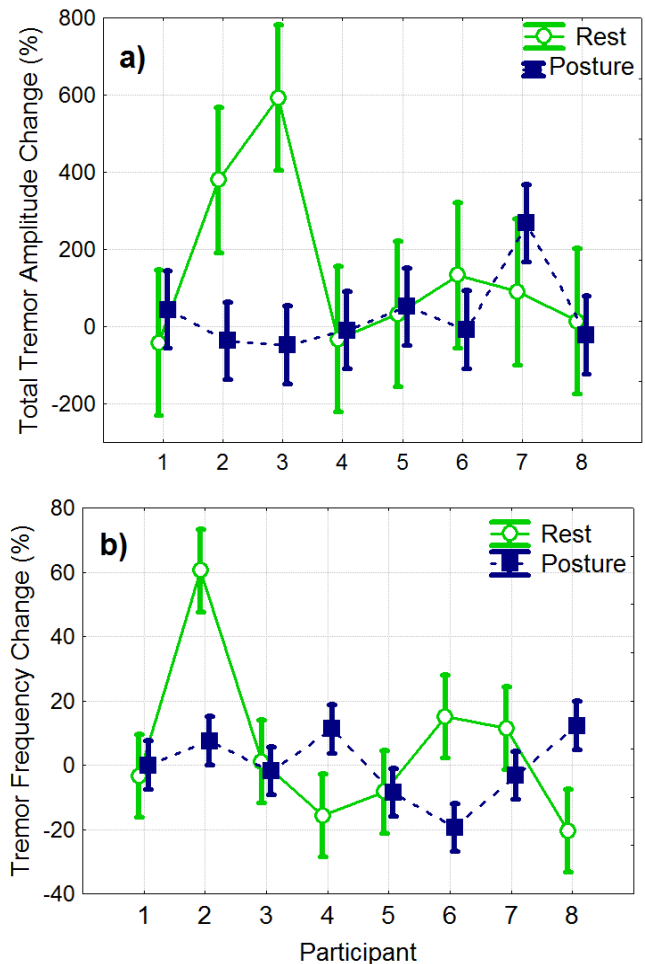 800
600
400
200
0
-200
Total Tremor Amplitude Change (%)
a)
Rest
Posture
1 2 3 4 5 6 7 8
80
60
40
20
0
-20
-40
Tremor Frequency Change (%)
b)
Rest
Posture
1 2 3 4 5 6 7 8
Participant